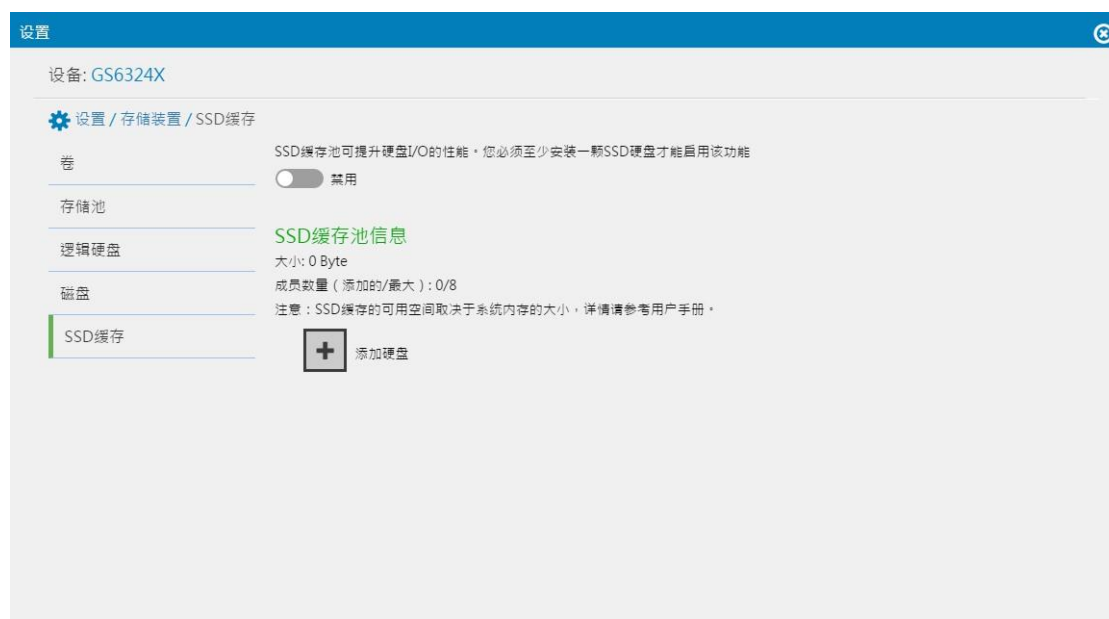 设置
设备: GS6324X
设置 / 存储装置 / SSD缓存
卷
存储池
逻辑硬盘
磁盘
SSD缓存
SSD缓存池可提升硬盘I/O的性能。您必须至少安装一颗SSD硬盘才能启用该功能
禁用
SSD缓存池信息
大小: 0 Byte
成员数量（添加的/最大）: 0/8
注意：SSD缓存的可用空间取决于系统内存的大小，详情请参考用户手册。
添加硬盘